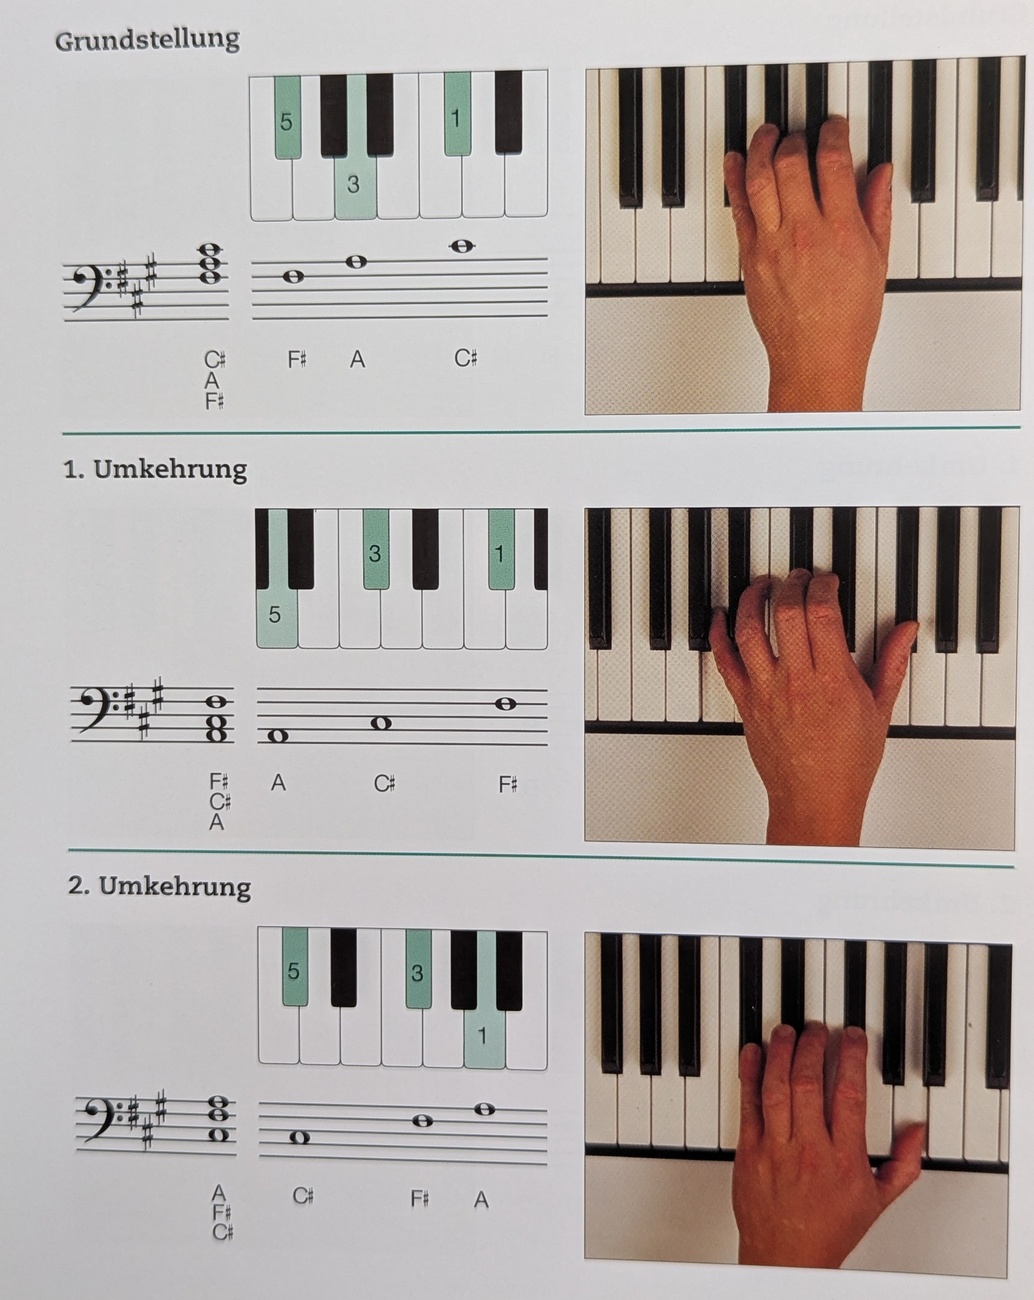 Grundstellung
5
1
3
C♯
A
F♯
F♯ A C♯
1. Umkehrung
3
1
5
F♯
C♯
A
A C♯ F♯
2. Umkehrung
5
3
1
A
F♯
C♯
C♯ F♯ A